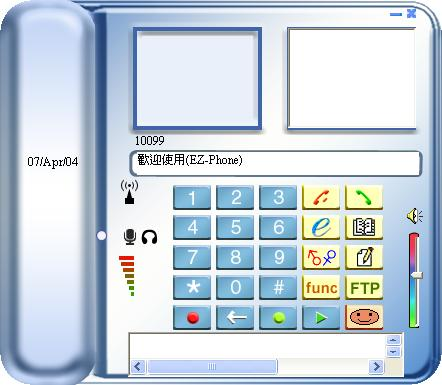 10099
07/Apr/04
歡迎使用(EZ-Phone)
1 2 3
4 5 6
7 8 9
* 0 #
func FTP